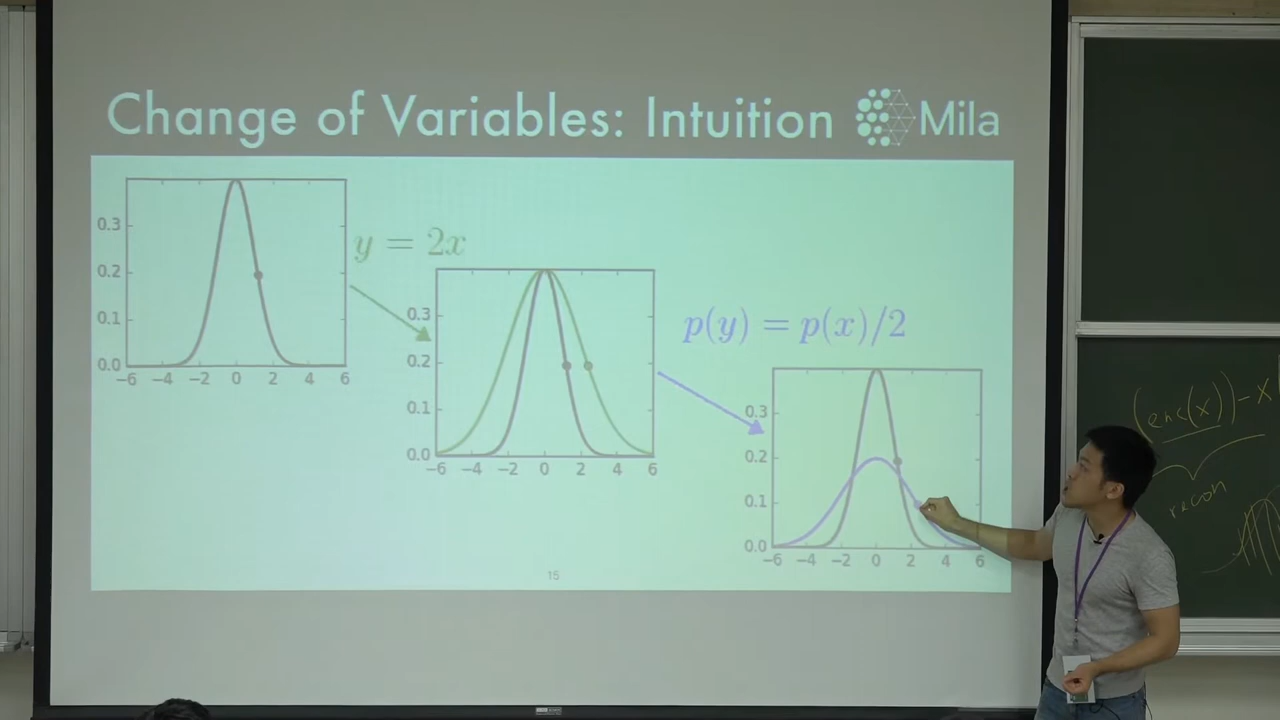 Change of Variables: Intuition Mila
0.3
0.2
0.1
0.0
−6 −4 −2 0 2 4 6
y = 2x
0.3
0.2
0.1
0.0
−6 −4 −2 0 2 4 6
p(y) = p(x)/2
0.3
0.2
0.1
0.0
−6 −4 −2 0 2 4 6
15
(enc(x)) - x
recon